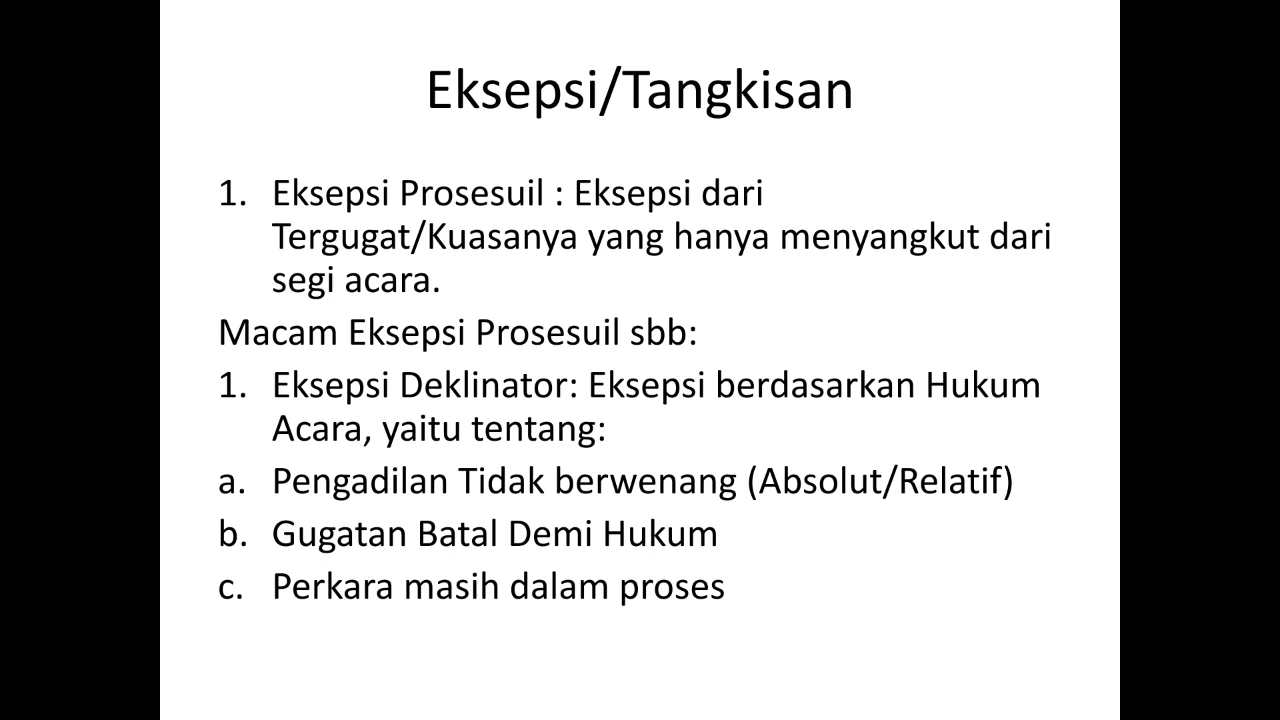 Eksepsi/Tangkisan
1. Eksepsi Prosesuil : Eksepsi dari
Tergugat/Kuasanya yang hanya menyangkut dari
segi acara.
Macam Eksepsi Prosesuil sbb:
1. Eksepsi Deklinator: Eksepsi berdasarkan Hukum
Acara, yaitu tentang:
a. Pengadilan Tidak berwenang (Absolut/Relatif)
b. Gugatan Batal Demi Hukum
c. Perkara masih dalam proses